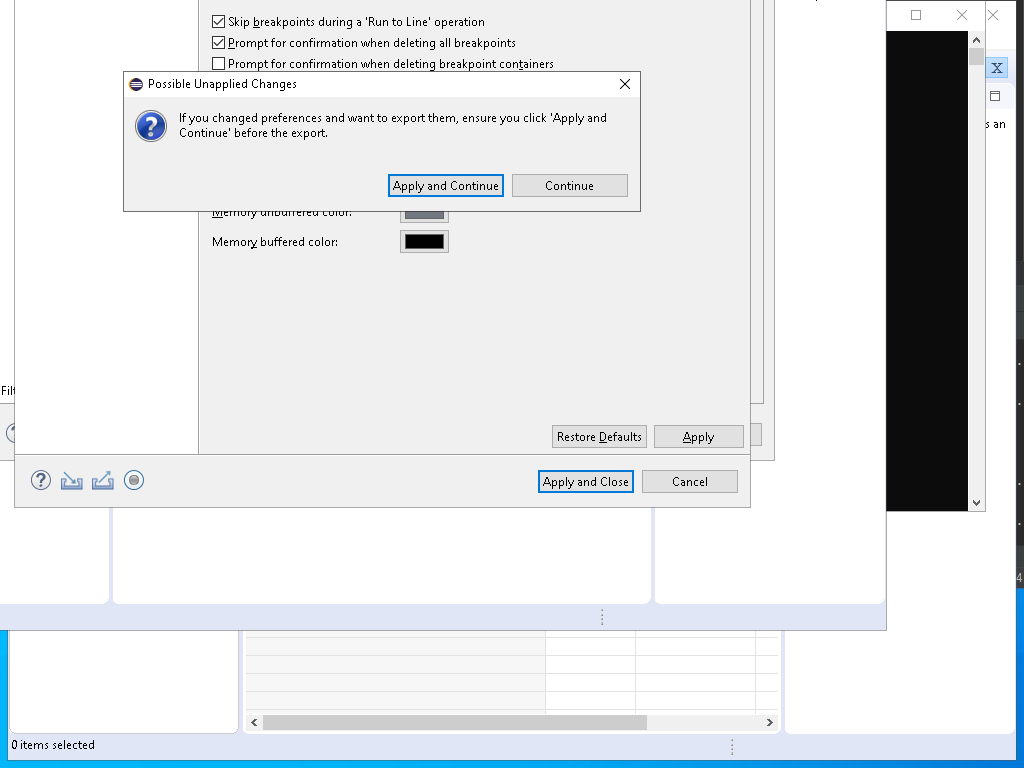 Skip breakpoints during a 'Run to Line' operation
Prompt for confirmation when deleting all breakpoints
Prompt for confirmation when deleting breakpoint containers
Possible Unapplied Changes
If you changed preferences and want to export them, ensure you click 'Apply and
Continue' before the export.
Apply and Continue
Continue
Memory unbuffered color:
Memory buffered color:
X
s an
Filt
Restore Defaults
Apply
?
Apply and Close
Cancel
4
0 items selected